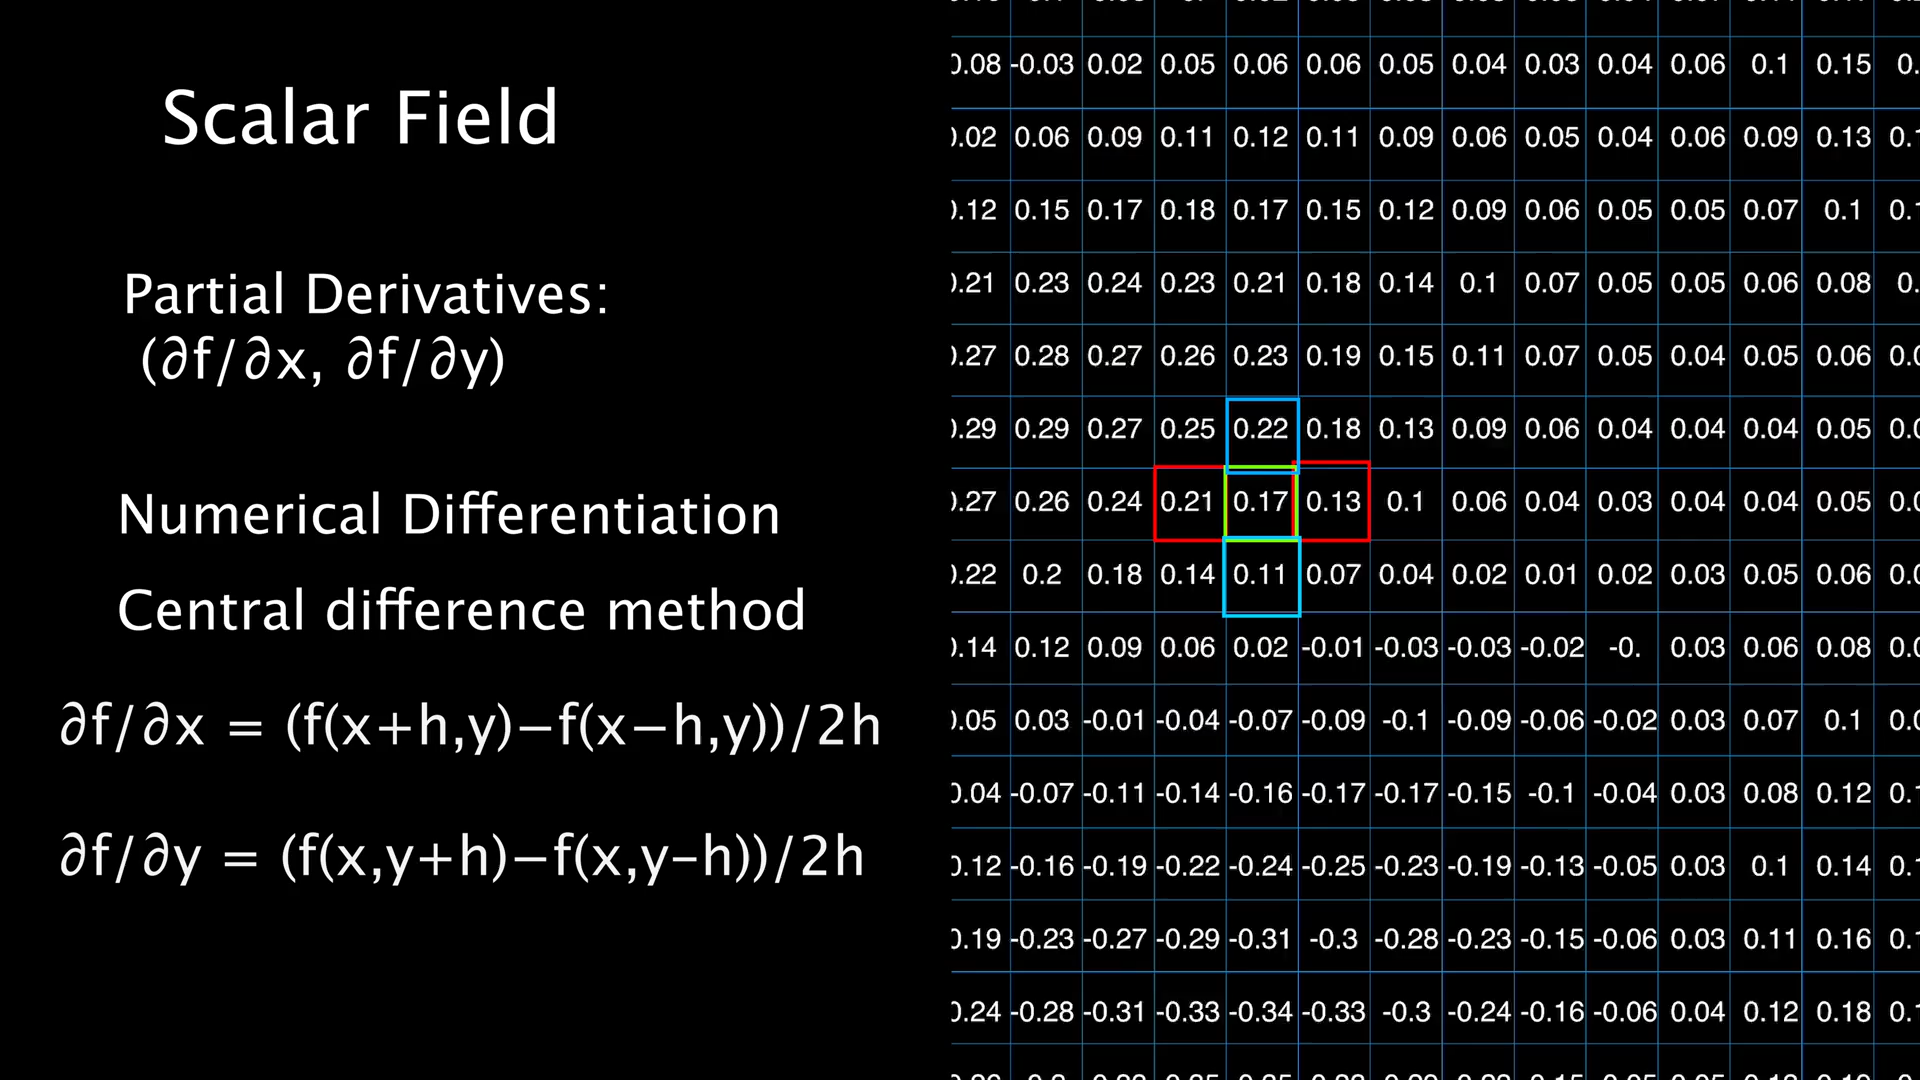 Scalar Field
Partial Derivatives:
(∂f/∂x, ∂f/∂y)
Numerical Differentiation
Central difference method
∂f/∂x = (f(x+h,y)−f(x−h,y))/2h
∂f/∂y = (f(x,y+h)−f(x,y-h))/2h
-0.03 0.02 0.05 0.06 0.06 0.05 0.04 0.03 0.04 0.06 0.1 0.15
0.06 0.09 0.11 0.12 0.11 0.09 0.06 0.05 0.04 0.06 0.09 0.13
0.15 0.17 0.18 0.17 0.15 0.12 0.09 0.06 0.05 0.05 0.07 0.1
0.23 0.24 0.23 0.21 0.18 0.14 0.1 0.07 0.05 0.05 0.06 0.08
0.28 0.27 0.26 0.23 0.19 0.15 0.11 0.07 0.05 0.04 0.05 0.06
0.29 0.27 0.25 0.22 0.18 0.13 0.09 0.06 0.04 0.04 0.04 0.05
0.26 0.24 0.21 0.17 0.13 0.1 0.06 0.04 0.03 0.04 0.04 0.05
0.2 0.18 0.14 0.11 0.07 0.04 0.02 0.01 0.02 0.03 0.05 0.06
0.12 0.09 0.06 0.02 -0.01 -0.03 -0.03 -0.02 -0. 0.03 0.06 0.08
0.03 -0.01 -0.04 -0.07 -0.09 -0.1 -0.09 -0.06 -0.02 0.03 0.07 0.1
-0.07 -0.11 -0.14 -0.16 -0.17 -0.17 -0.15 -0.1 -0.04 0.03 0.08 0.12
-0.16 -0.19 -0.22 -0.24 -0.25 -0.23 -0.19 -0.13 -0.05 0.03 0.1 0.14
-0.23 -0.27 -0.29 -0.31 -0.3 -0.28 -0.23 -0.15 -0.06 0.03 0.11 0.16
-0.28 -0.31 -0.33 -0.34 -0.33 -0.3 -0.24 -0.16 -0.06 0.04 0.12 0.18